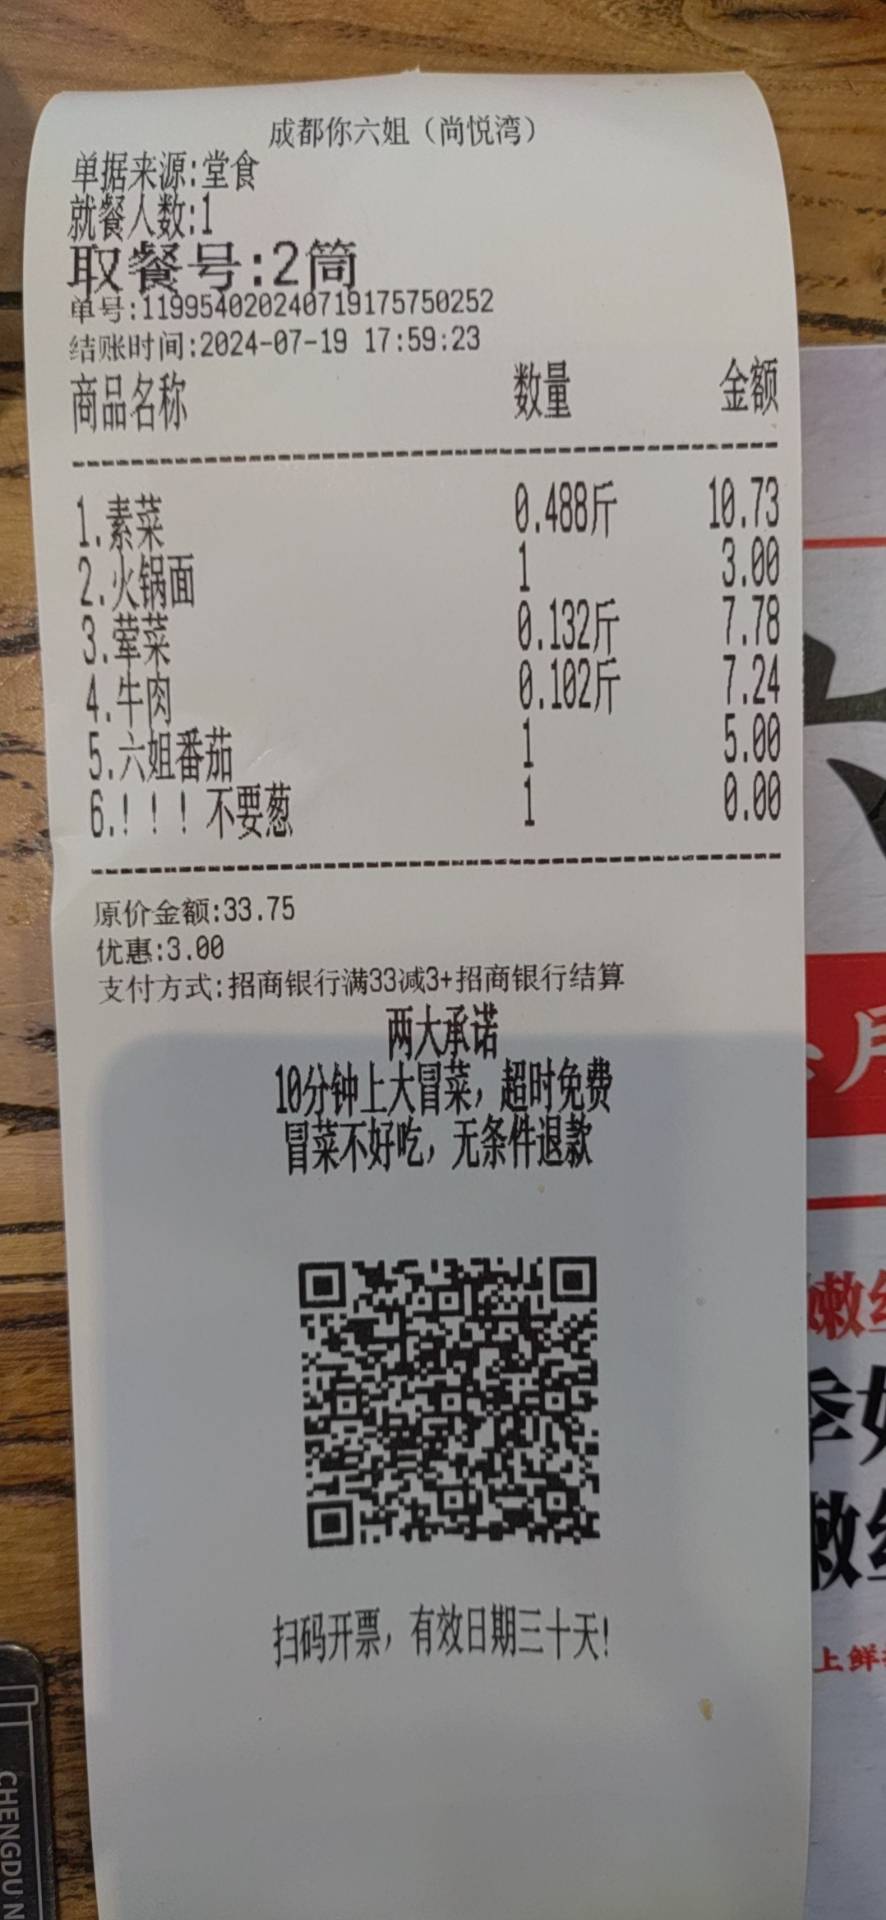 成都你六姐（尚悦湾）
单据来源:堂食
就餐人数:1
取餐号:2筒
单号:119954020240719175750252
结账时间:2024-07-19 17:59:23
商品名称 数量 金额
1.素菜 0.488斤 10.73
2.火锅面 1 3.00
3.荤菜 0.132斤 7.78
4.牛肉 0.102斤 7.24
5.六姐番茄 1 5.00
6.！！！不要葱 1 0.00
原价金额:33.75
优惠:3.00
支付方式:招商银行满33减3+招商银行结算
两大承诺
10分钟上大冒菜，超时免费
冒菜不好吃，无条件退款
扫码开票，有效日期三十天!
嫩
季
嫩
上鲜
CHENGDU N